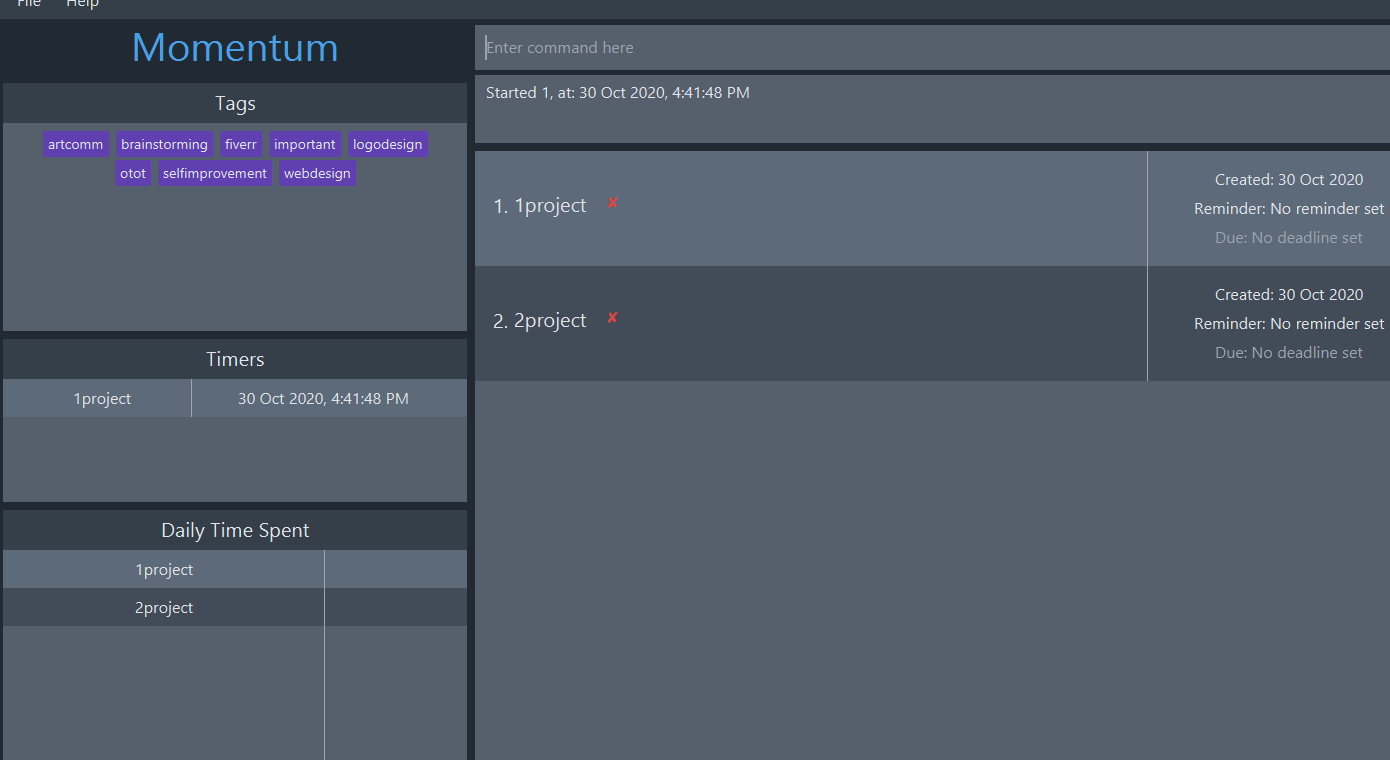 File Help
Momentum
Tags
artcomm brainstorming fiverr important logodesign
otot selfimprovement webdesign
Timers
1project 30 Oct 2020, 4:41:48 PM
Daily Time Spent
1project
2project
Enter command here
Started 1, at: 30 Oct 2020, 4:41:48 PM
1. 1project ✘
Created: 30 Oct 2020
Reminder: No reminder set
Due: No deadline set
2. 2project ✘
Created: 30 Oct 2020
Reminder: No reminder set
Due: No deadline set